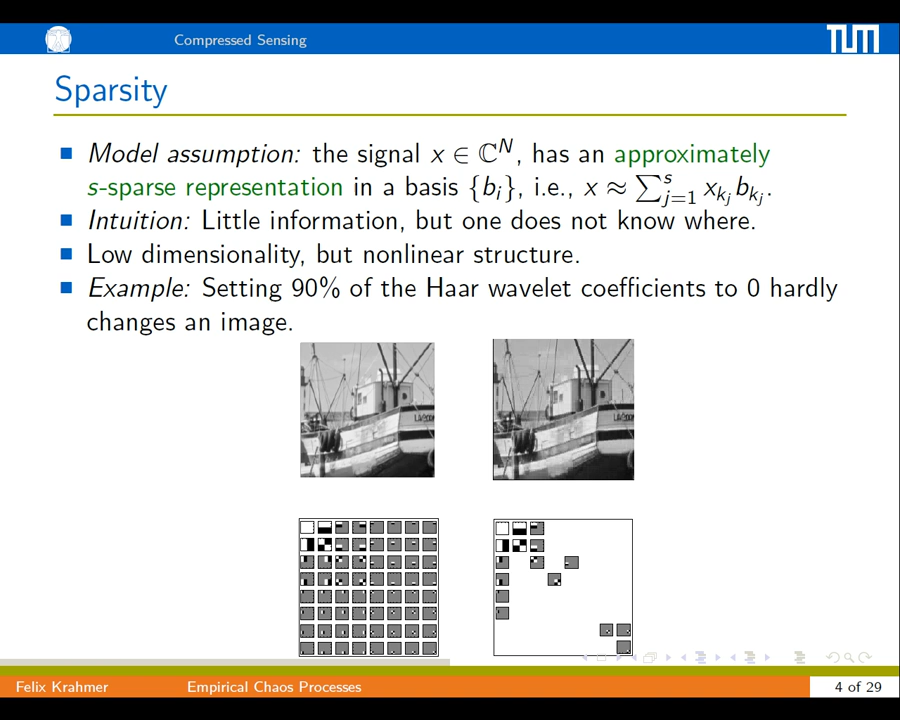 Compressed Sensing
TUM
Sparsity
Model assumption: the signal x ∈ ℂ^N, has an approximately
s-sparse representation in a basis {b_i}, i.e., x ≈ ∑_{j=1}^{s} x_{k_j} b_{k_j}.
Intuition: Little information, but one does not know where.
Low dimensionality, but nonlinear structure.
Example: Setting 90% of the Haar wavelet coefficients to 0 hardly
changes an image.
Felix Krahmer
Empirical Chaos Processes
4 of 29